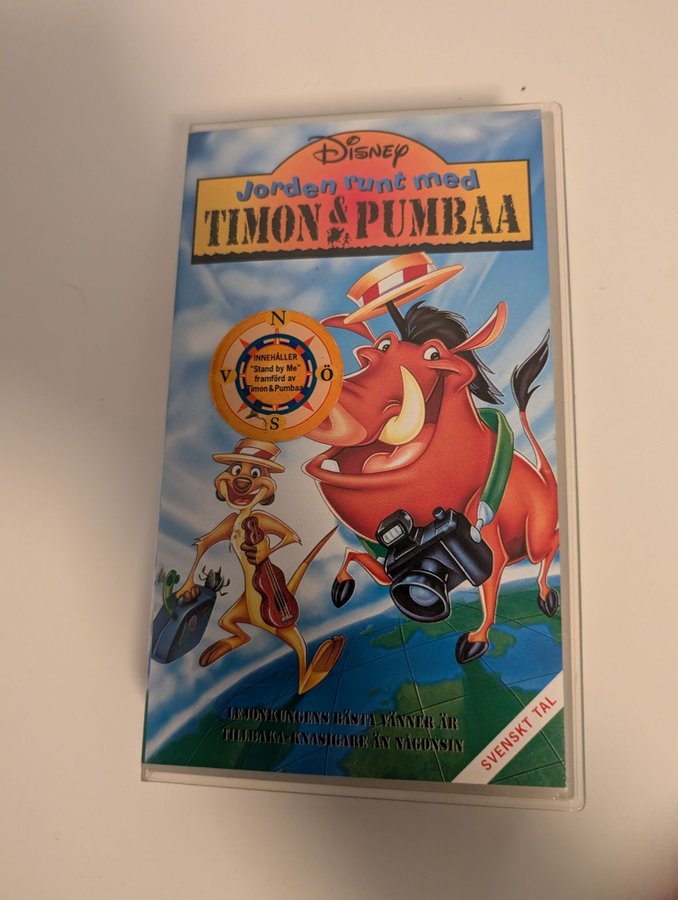 Disney
Jorden runt med
TIMON & PUMBAA
N
V
Ö
S
INNEHÅLLER
"Stand by Me"
framförd av
Timon & Pumbaa
LEJONKUNGENS BÄSTA VÄNNER ÄR
TILLBAKA-KNASIGARE ÄN NÅGONSIN
SVENSKT TAL